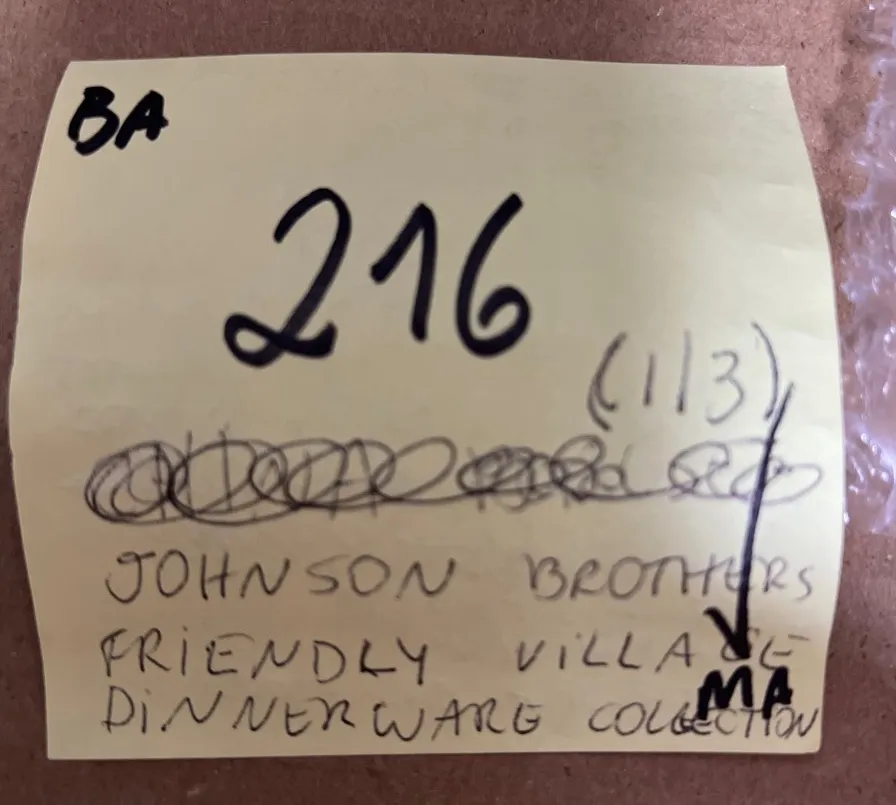 BA
216
(1/3)
JOHNSON BROTHERS
FRIENDLY VILLAGE
DINNERWARE COLLECTION
MA